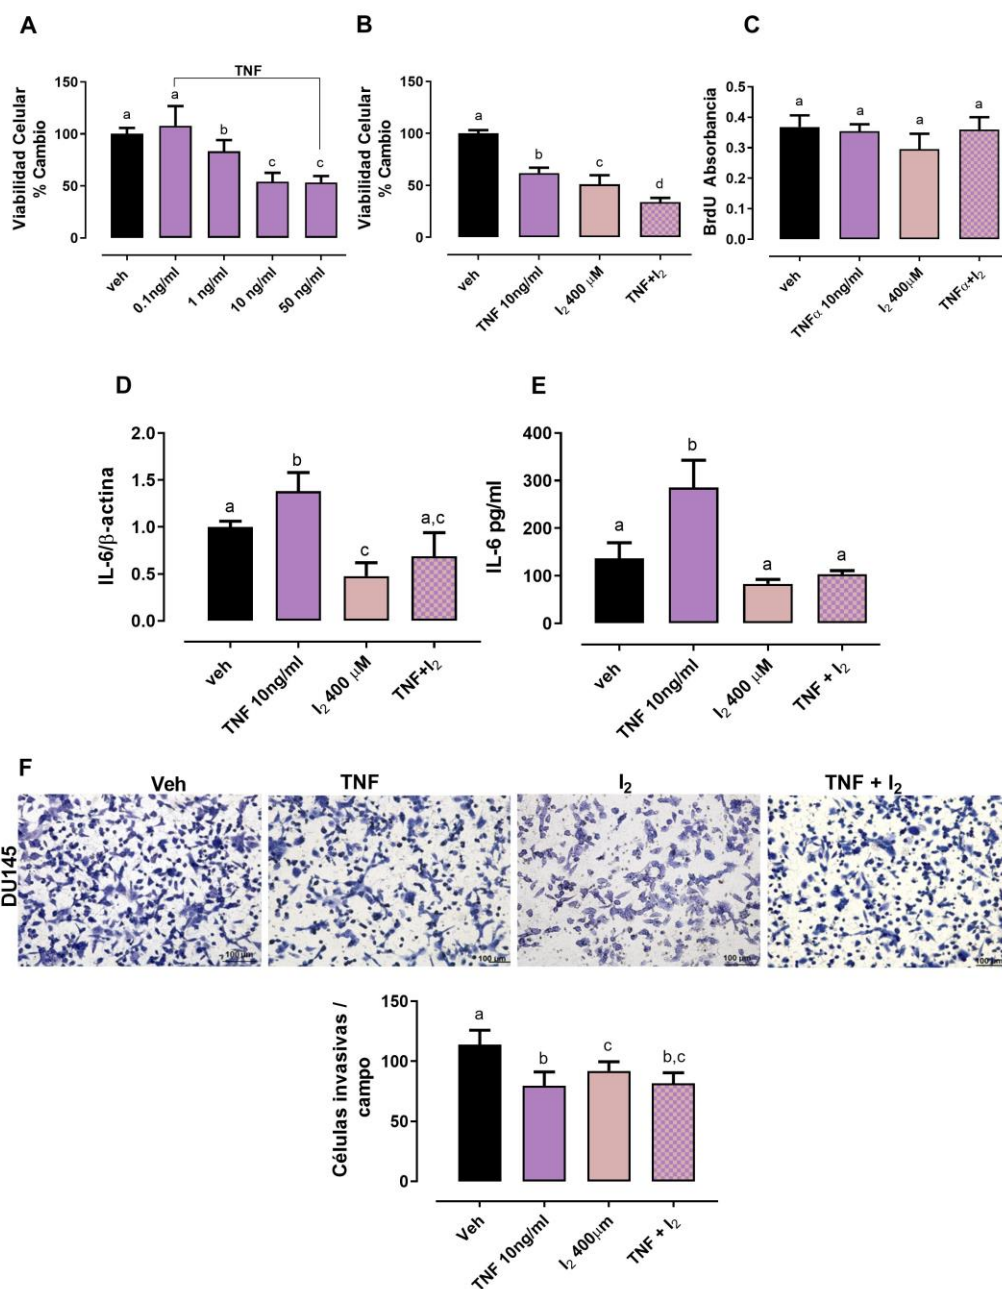 A
TNF
Viabilidad Celular
% Cambio
150
100
50
0
a
a
b
c
c
veh
0.1ng/ml
1 ng/ml
10 ng/ml
50 ng/ml
B
Viabilidad Celular
% Cambio
150
100
50
0
a
b
c
d
veh
TNF 10ng/ml
I₂ 400 μM
TNF+I₂
C
BrdU Absorbancia
0.5
0.4
0.3
0.2
0.1
0.0
a
a
a
a
veh
TNFα 10ng/ml
I₂ 400μM
TNFα+I₂
D
IL-6/β-actina
2.0
1.5
1.0
0.5
0.0
a
b
c
a,c
veh
TNF 10ng/ml
I₂ 400 μM
TNF+I₂
E
IL-6 pg/ml
400
300
200
100
0
a
b
a
a
veh
TNF 10ng/ml
I₂ 400 μM
TNF + I₂
F
Veh
TNF
I₂
TNF + I₂
DU145
100 μm
100 μm
100 μm
100 μm
Células invasivas /
campo
150
100
50
0
a
b
c
b,c
Veh
TNF 10ng/ml
I₂ 400μm
TNF + I₂